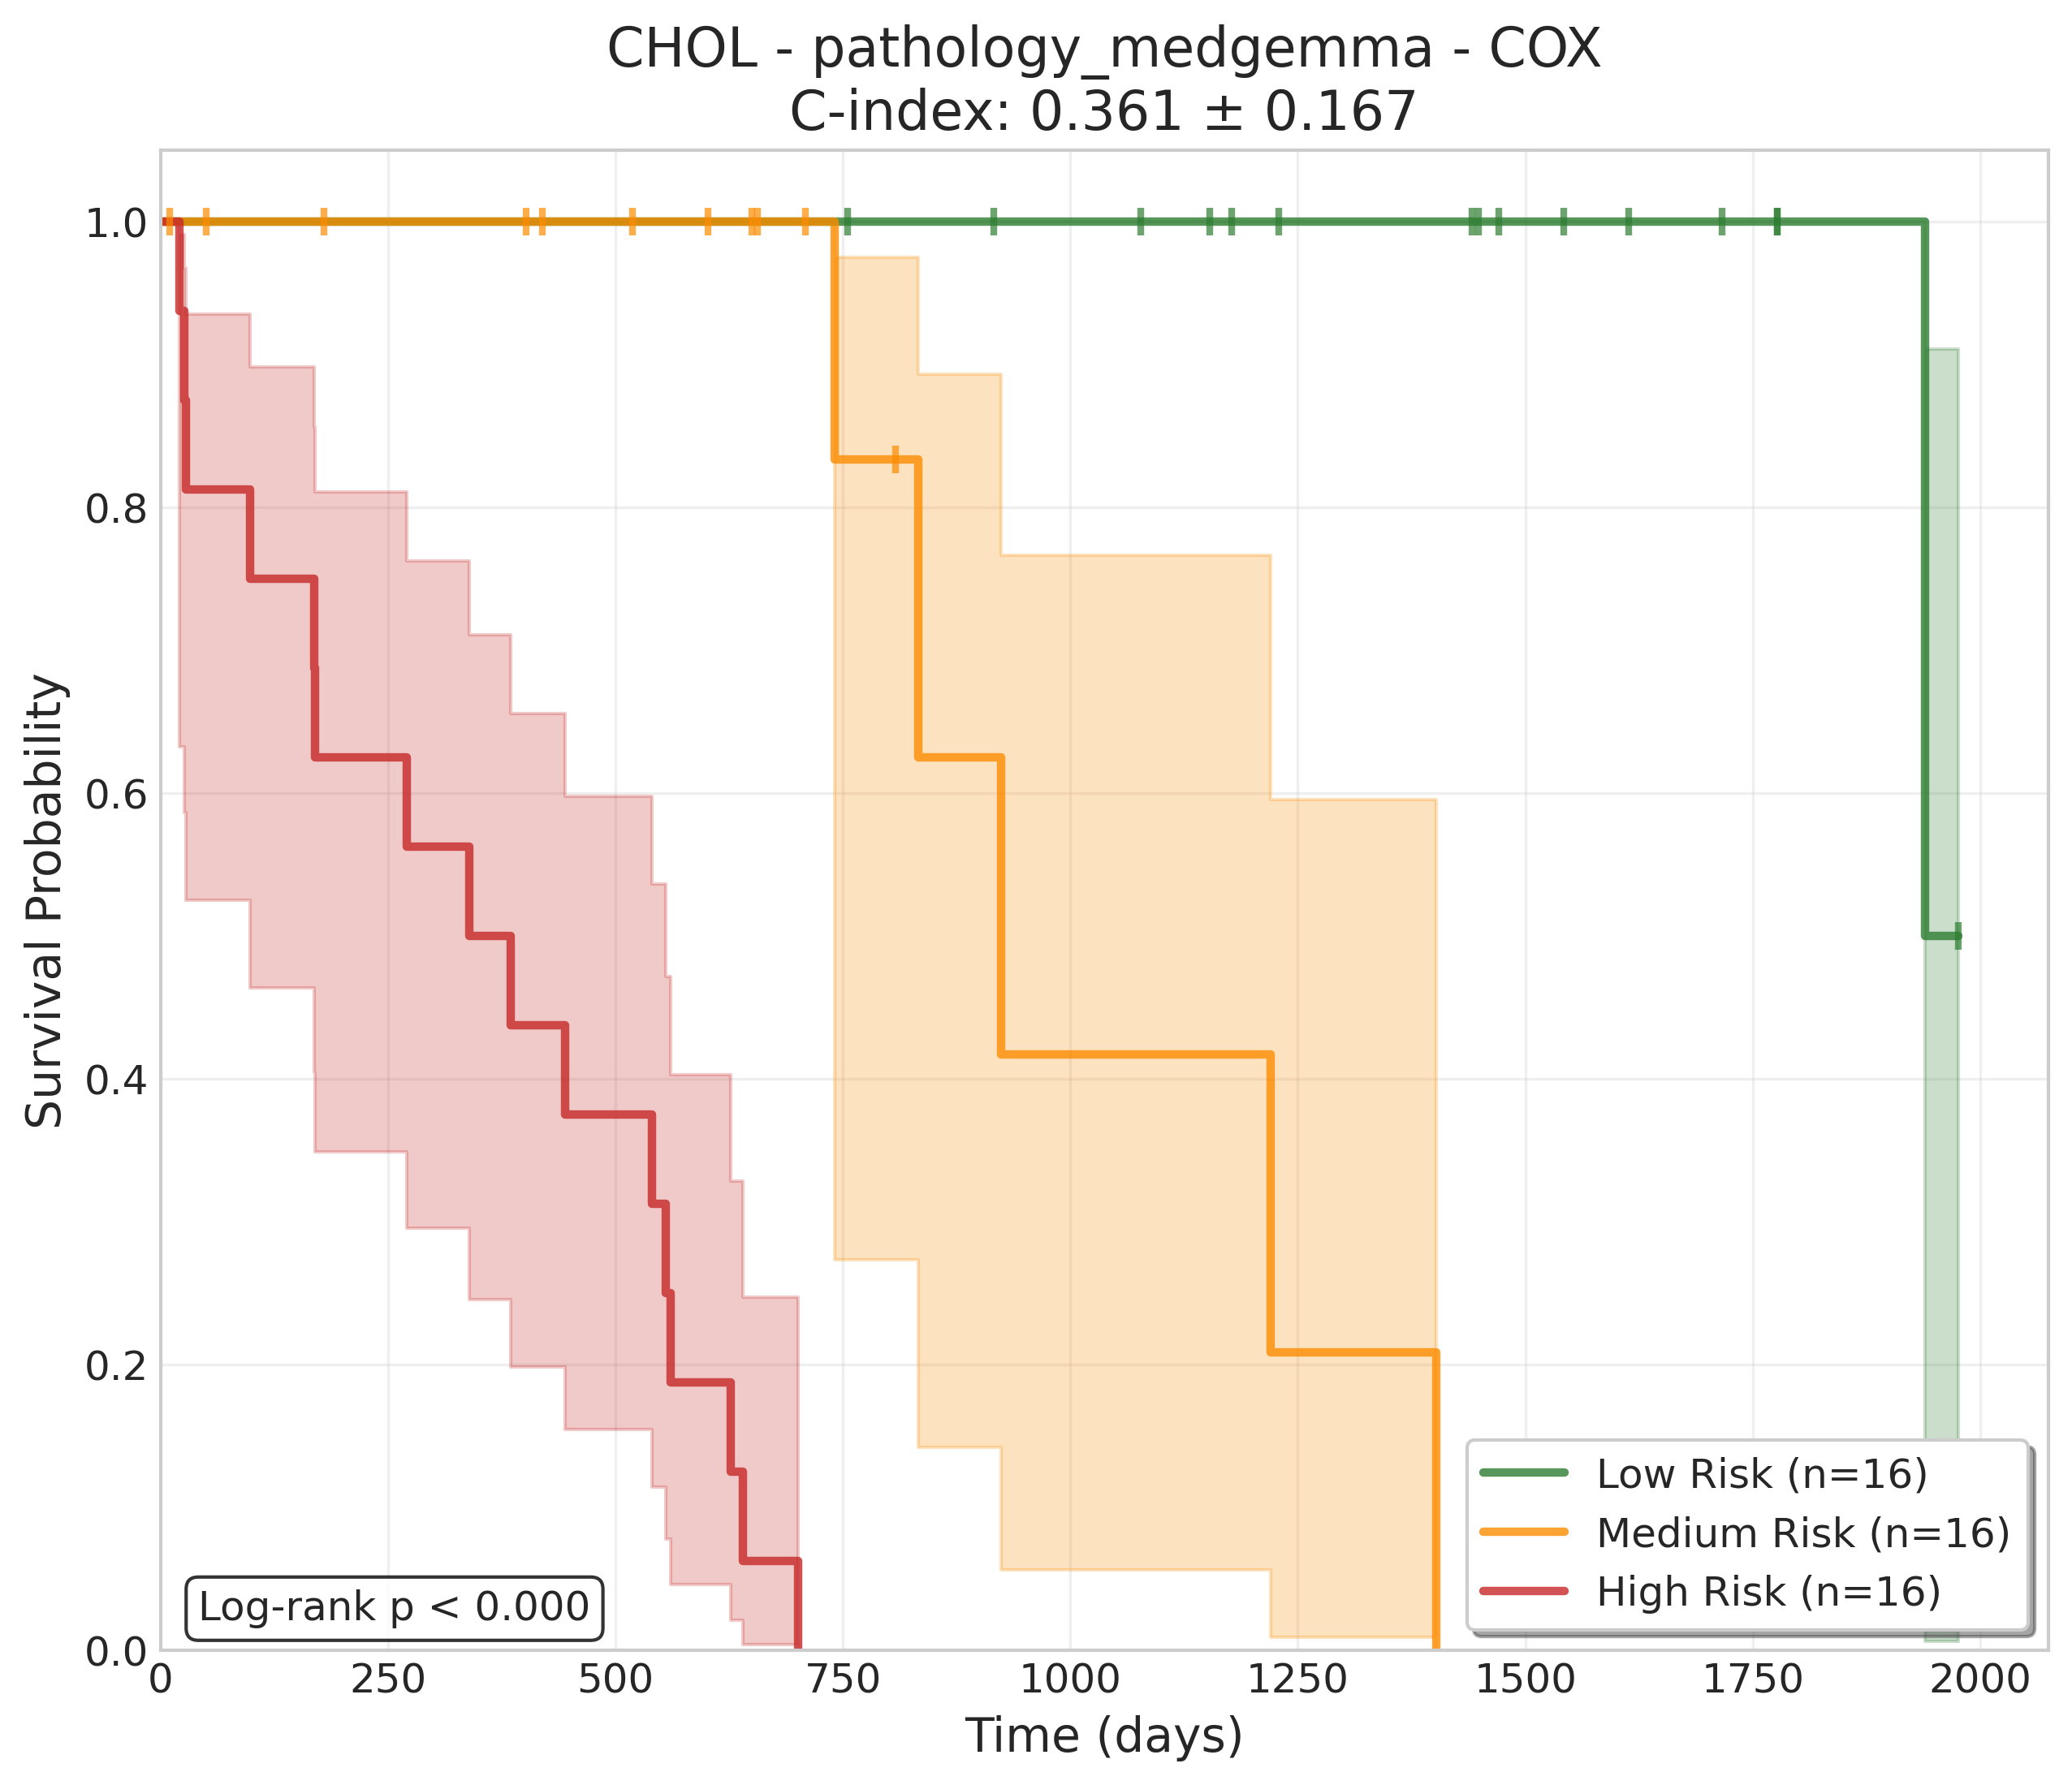 CHOL - pathology_medgemma - COX
C-index: 0.361 ± 0.167
Survival Probability
1.0
0.8
0.6
0.4
0.2
0.0
Log-rank p < 0.000
Low Risk (n=16)
Medium Risk (n=16)
High Risk (n=16)
0 250 500 750 1000 1250 1500 1750 2000
Time (days)